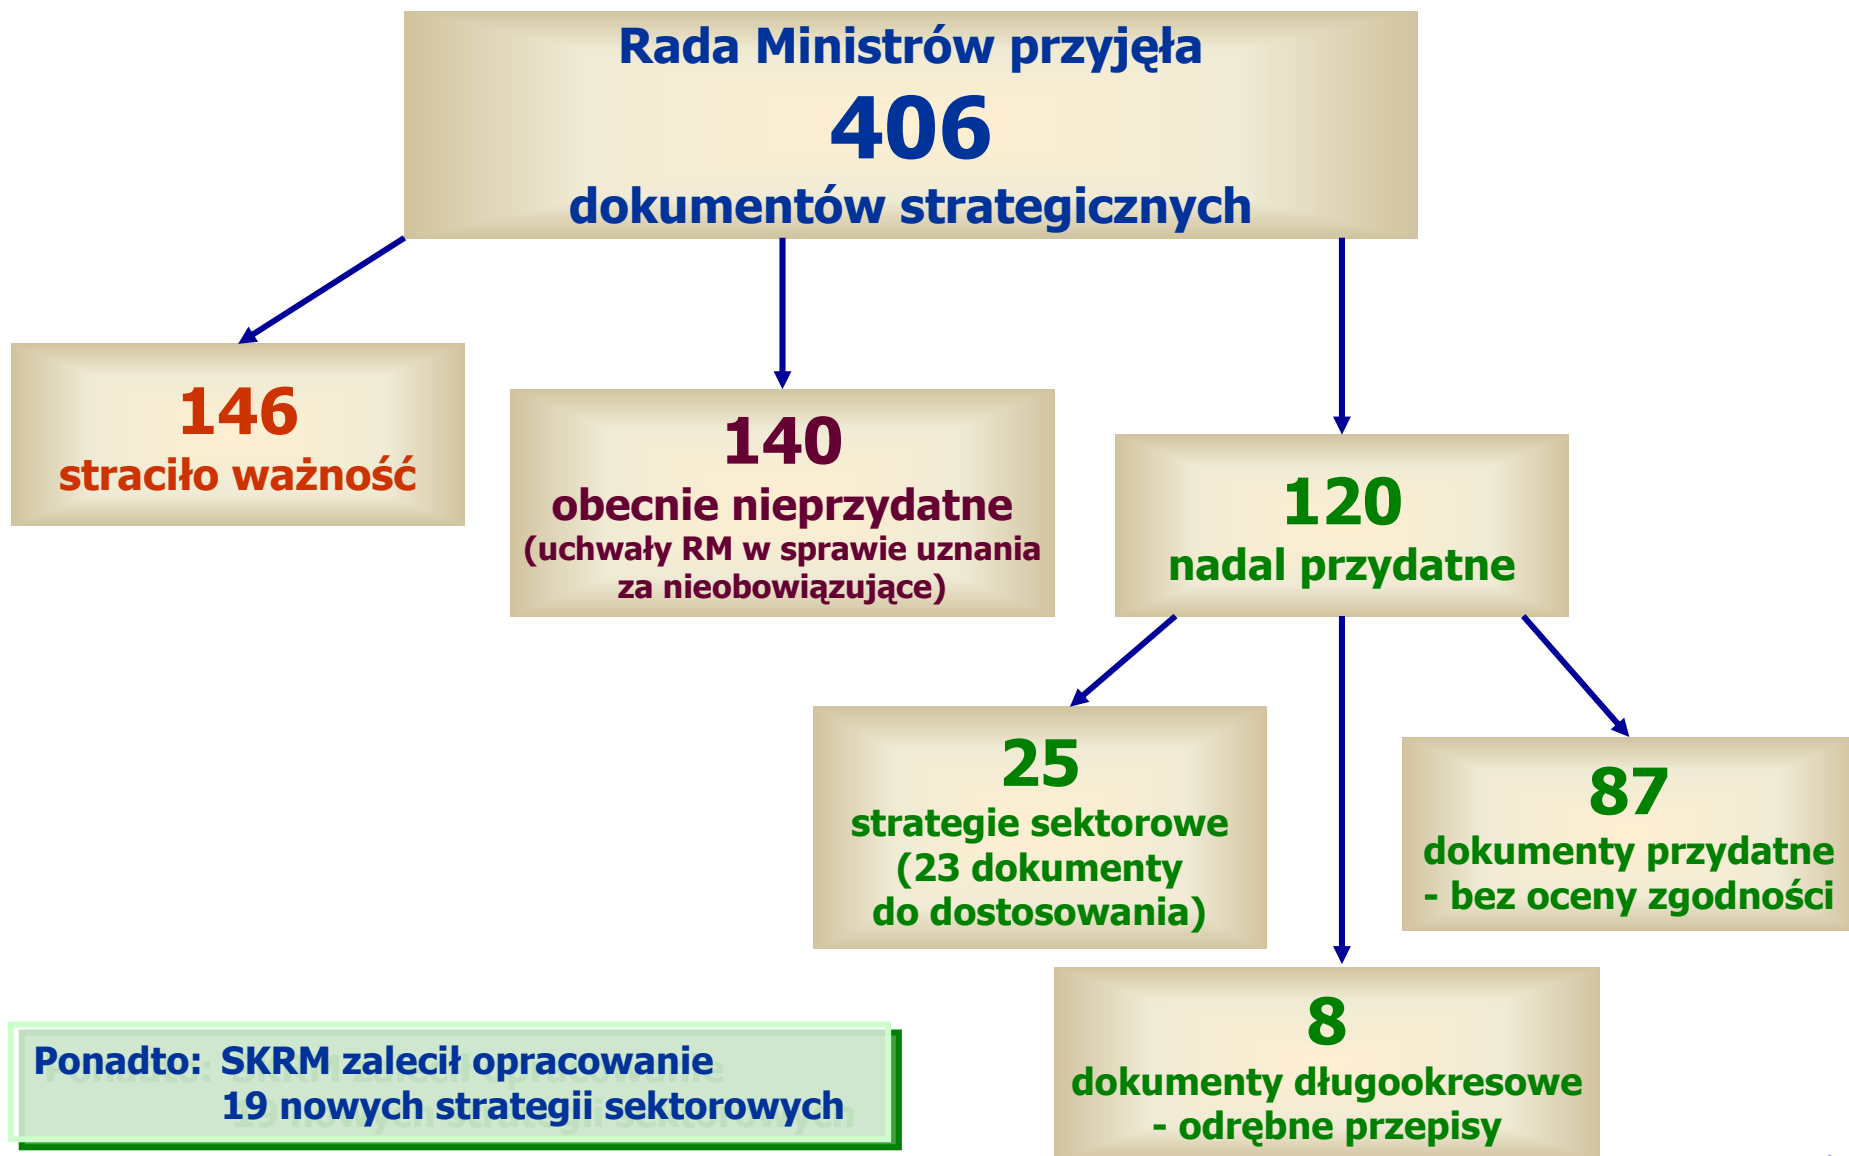 Rada Ministrów przyjęła
406
dokumentów strategicznych
146
straciło ważność
140
obecnie nieprzydatne
(uchwały RM w sprawie uznania
za nieobowiązujące)
120
nadal przydatne
25
strategie sektorowe
(23 dokumenty
do dostosowania)
87
dokumenty przydatne
- bez oceny zgodności
8
dokumenty długookresowe
- odrębne przepisy
Ponadto: SKRM zalecił opracowanie
19 nowych strategii sektorowych